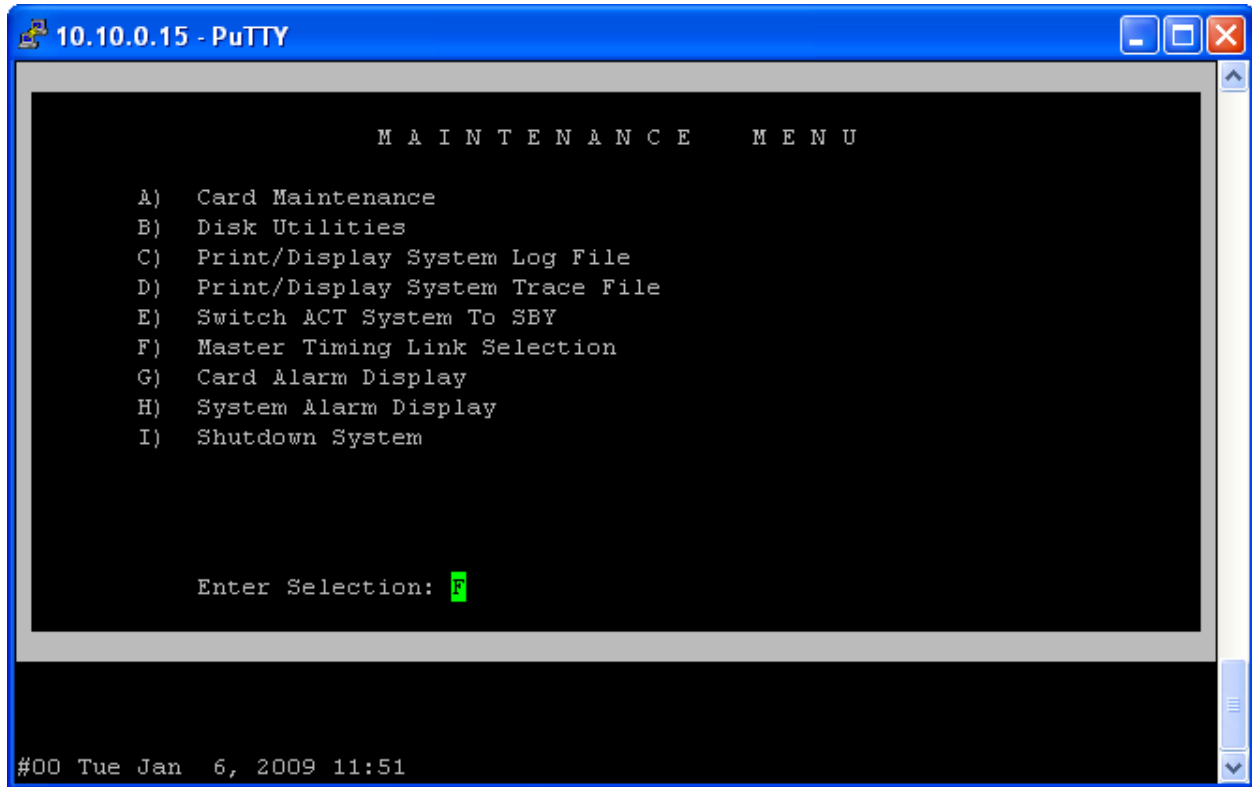 10.10.0.15 - PuTTY
M A I N T E N A N C E   M E N U
A) Card Maintenance
B) Disk Utilities
C) Print/Display System Log File
D) Print/Display System Trace File
E) Switch ACT System To SBY
F) Master Timing Link Selection
G) Card Alarm Display
H) System Alarm Display
I) Shutdown System
Enter Selection: F
#00 Tue Jan  6, 2009 11:51